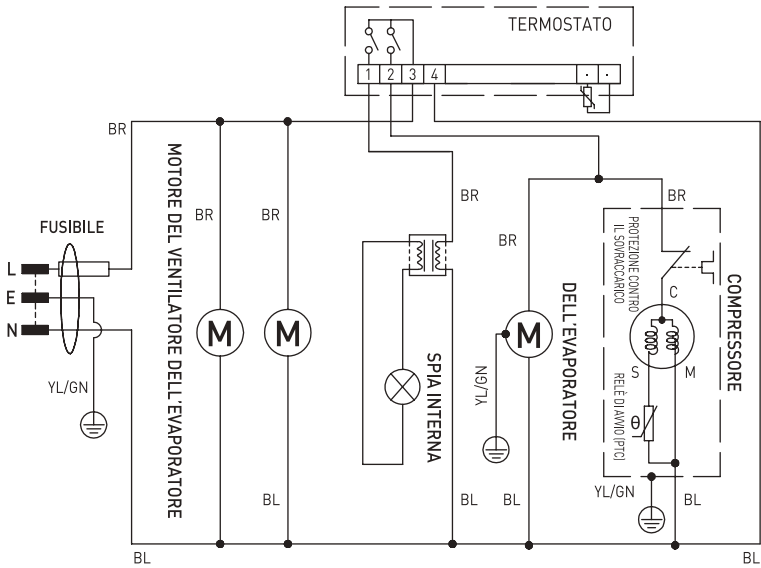 TERMOSTATO
1 2 3 4
BR
MOTORE DEL VENTILATORE DELL'EVAPORATORE
BR
BR
BR
BR
BR
FUSIBILE
L
E
N
YL/GN
M
M
BL
SPIA INTERNA
BL
M
YL/GN
DELL'EVAPORATORE
BL
PROTEZIONE CONTRO
IL SOVRACCARICO
C
S
M
COMPRESSORE
RELÈ DI AVVIO (PTC)
θ
YL/GN
BL
BL
BL